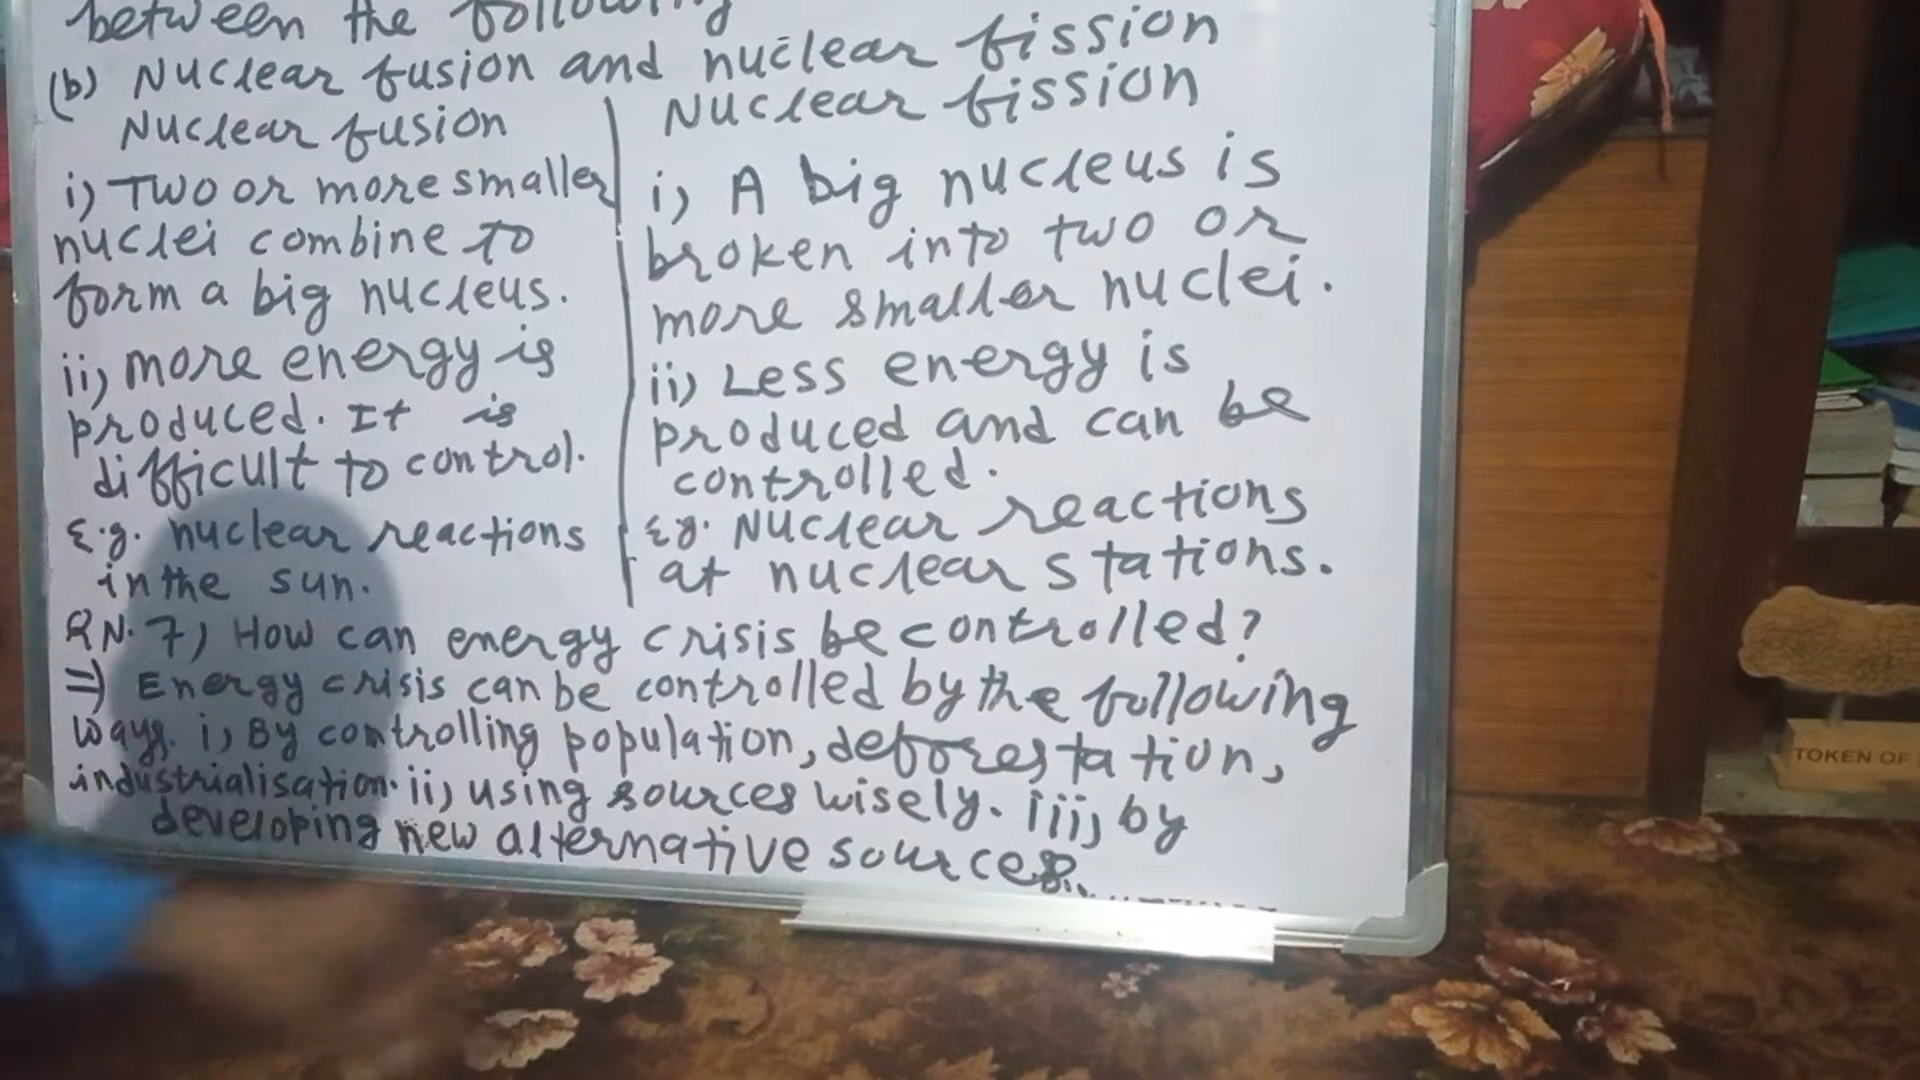 between the following
(b) Nuclear fusion and nuclear fission
Nuclear fusion
i) Two or more smaller
nuclei combine to
form a big nucleus.
ii) more energy is
produced. It is
difficult to control.
E.g. nuclear reactions
in the sun.
Nuclear fission
i) A big nucleus is
broken into two or
more smaller nuclei.
ii) Less energy is
produced and can be
controlled.
Eg. Nuclear reactions
at nuclear stations.
QN.7) How can energy crisis be controlled?
⇒ Energy crisis can be controlled by the following
ways. i) By controlling population, deforestation,
industrialisation. ii) using sources wisely. iii) by
developing new alternative sources.
TOKEN OF